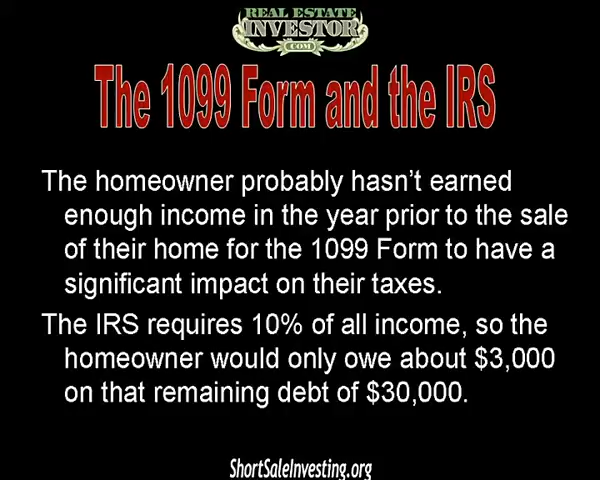 REAL ESTATE
INVESTOR
COM
The 1099 Form and the IRS
The homeowner probably hasn’t earned
enough income in the year prior to the sale
of their home for the 1099 Form to have a
significant impact on their taxes.
The IRS requires 10% of all income, so the
homeowner would only owe about $3,000
on that remaining debt of $30,000.
ShortSaleInvesting.org